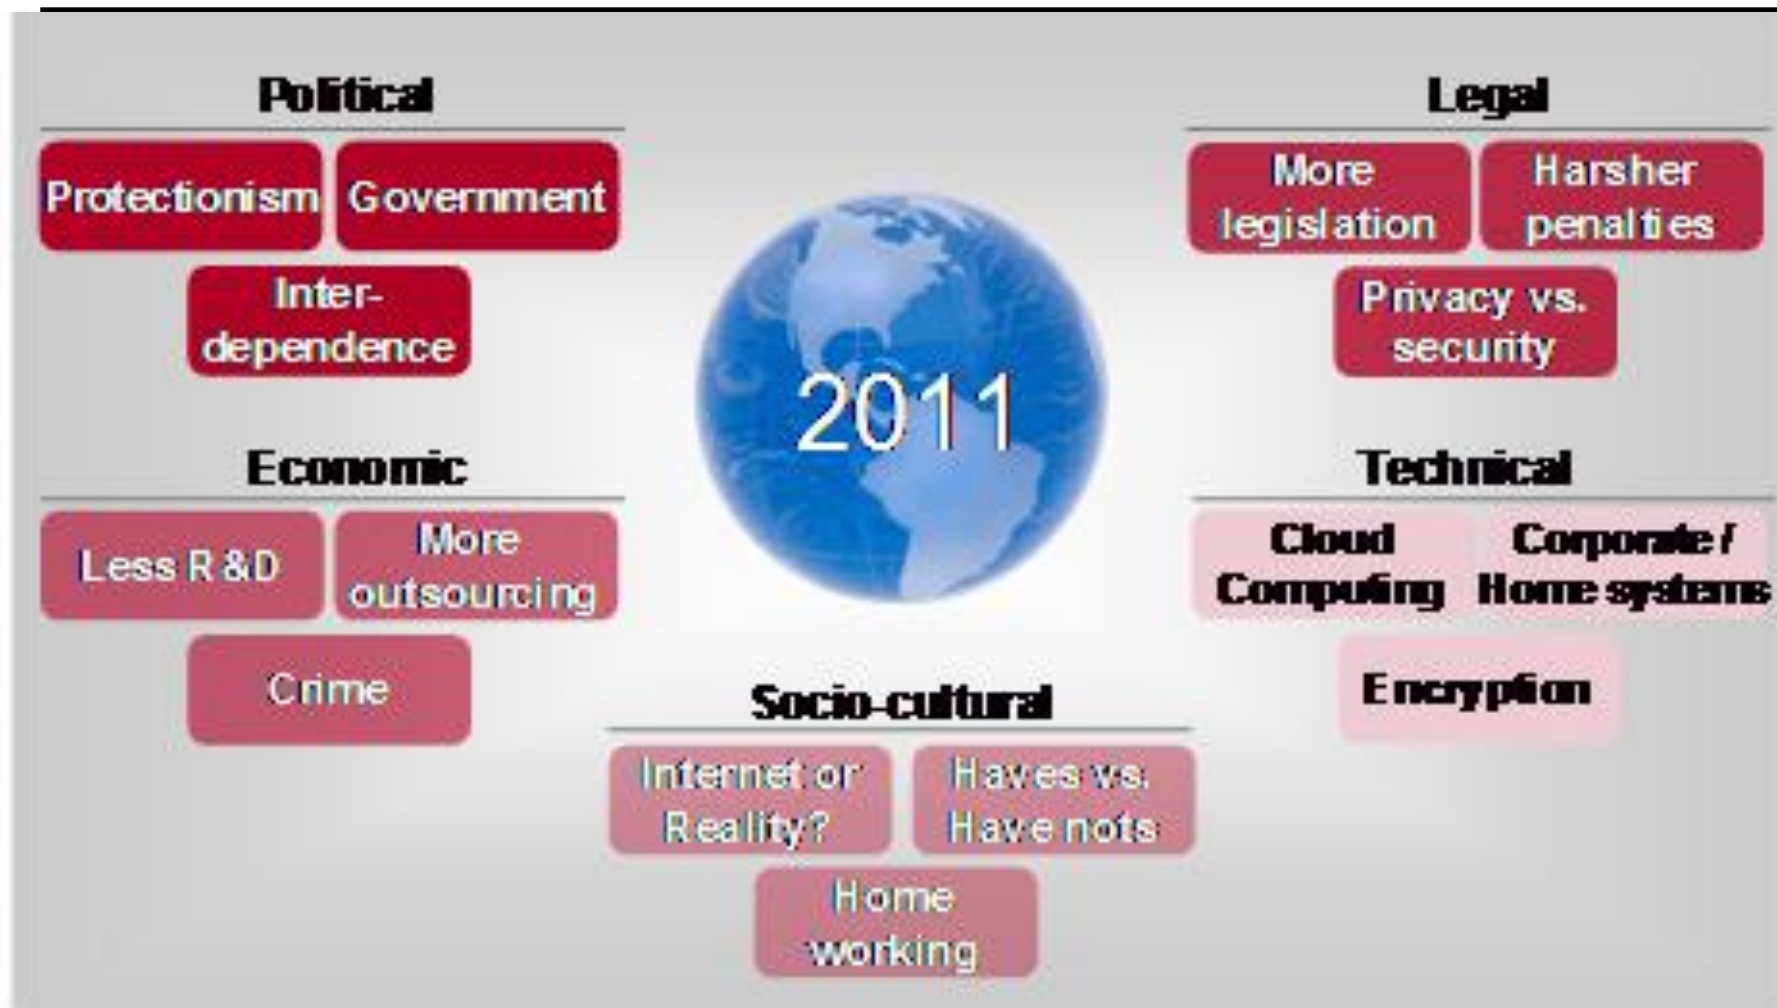 Political
Protectionism
Government
Inter-
dependence
Legal
More
legislation
Harsher
penalties
Privacy vs.
security
2011
Economic
Less R&D
More
outsourcing
Crime
Technical
Cloud
Computing
Corporate /
Home systems
Encryption
Socio-cultural
Internet or
Reality?
Haves vs.
Have nots
Home
working